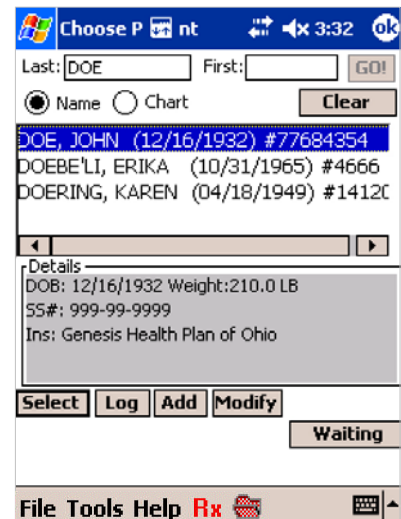 Choose P nt 3:32 ok
Last: DOE First: GO!
Name Chart Clear
DOE, JOHN (12/16/1932) #77684354
DOEBE'LI, ERIKA (10/31/1965) #4666
DOERING, KAREN (04/18/1949) #1412
Details
DOB: 12/16/1932 Weight:210.0 LB
SS#: 999-99-9999
Ins: Genesis Health Plan of Ohio
Select Log Add Modify
Waiting
File Tools Help Rx